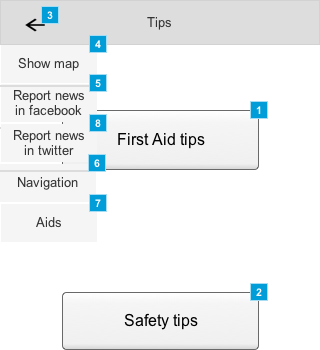 3
Tips
4
Show map
5
Report news
in facebook
1
8
First Aid tips
Report news
in twitter
6
Navigation
7
Aids
2
Safety tips